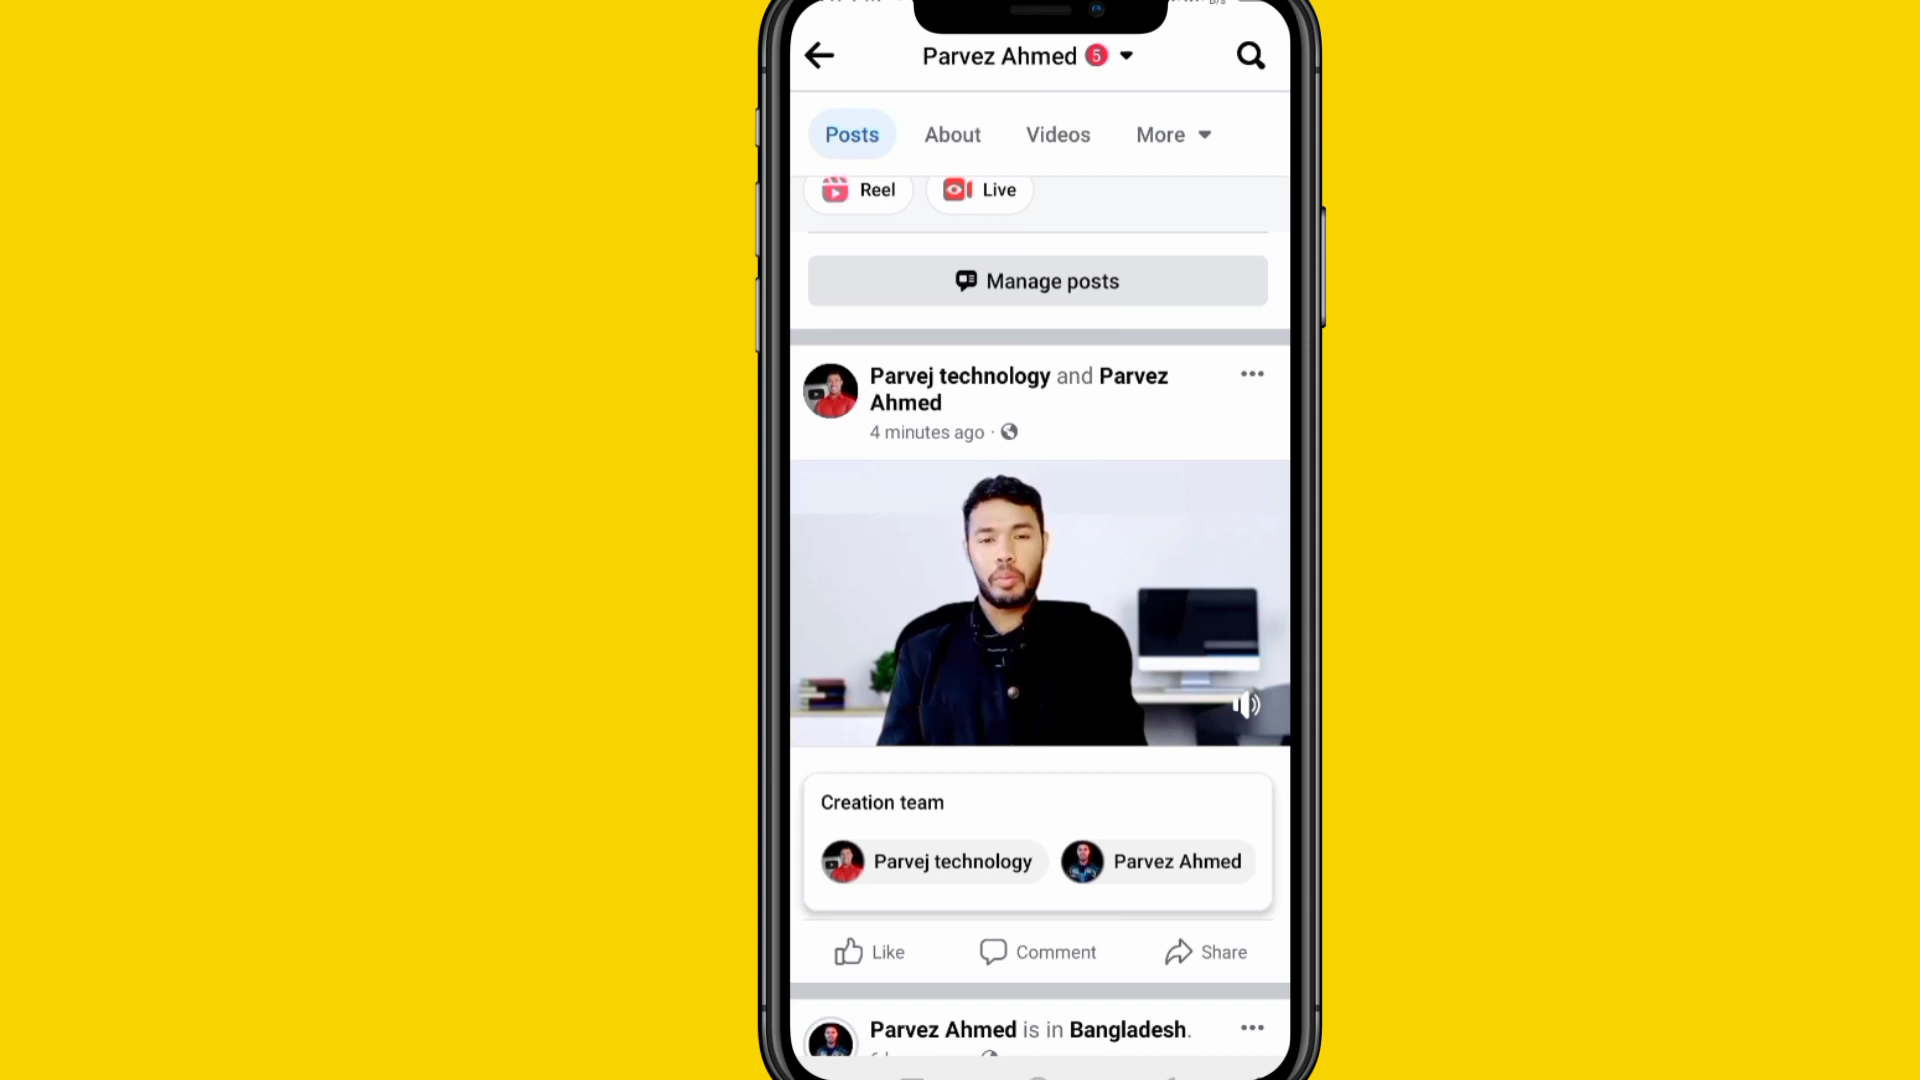 Parvez Ahmed 5
Posts About Videos More
Reel Live
Manage posts
Parvej technology and Parvez
Ahmed
4 minutes ago ·
Creation team
Parvej technology Parvez Ahmed
Like Comment Share
Parvez Ahmed is in Bangladesh.